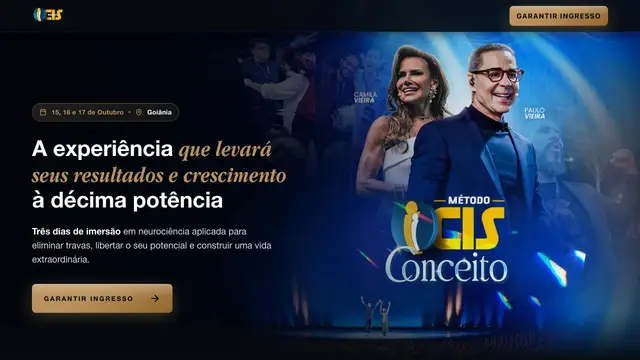 CIS
GARANTIR INGRESSO
15, 16 e 17 de Outubro • Goiânia
A experiência que levará
seus resultados e crescimento
à décima potência
Três dias de imersão em neurociência aplicada para
eliminar travas, libertar o seu potencial e construir uma vida
extraordinária.
GARANTIR INGRESSO →
CAMILA
VIEIRA
PAULO
VIEIRA
MÉTODO
CIS
Conceito